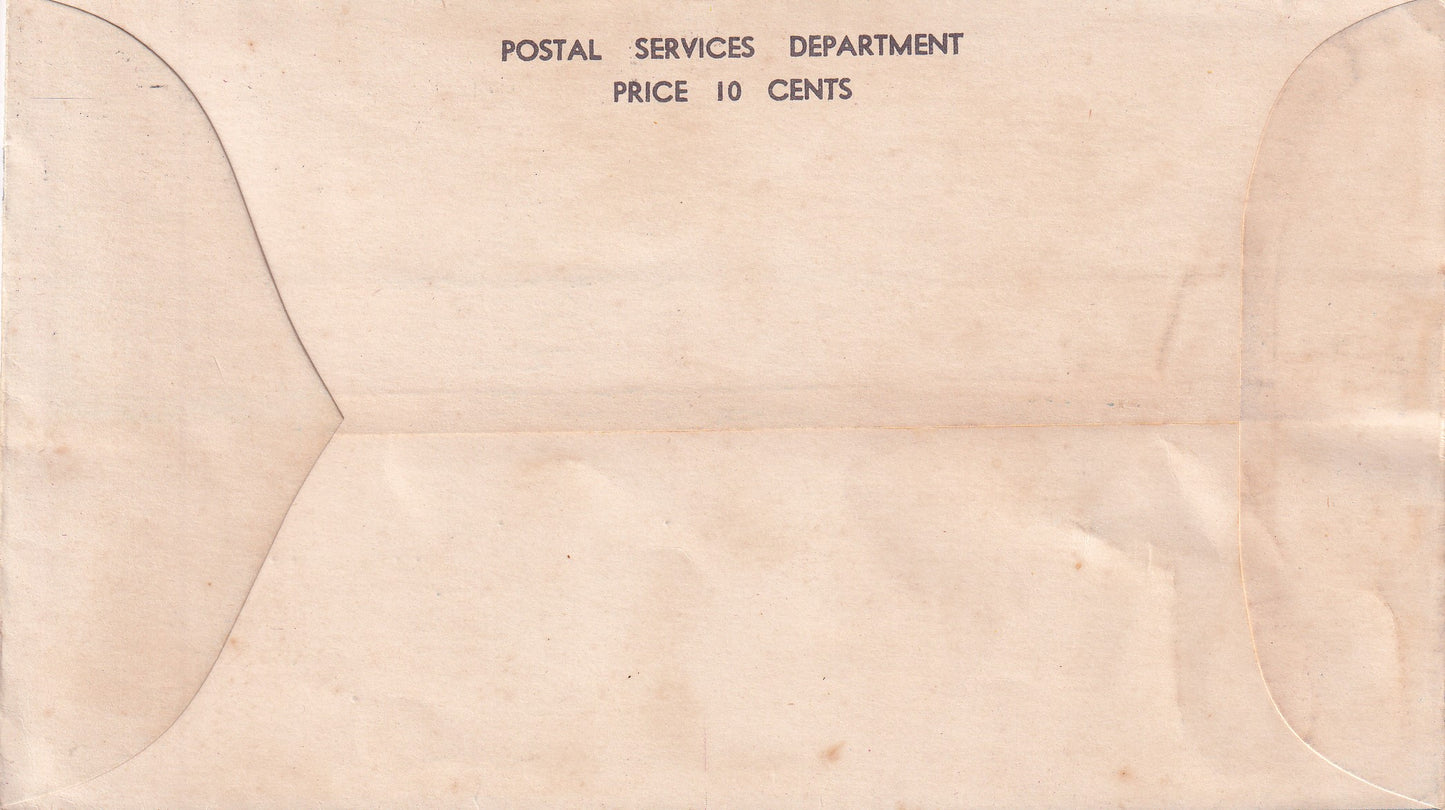 POSTAL SERVICES DEPARTMENT
PRICE 10 CENTS